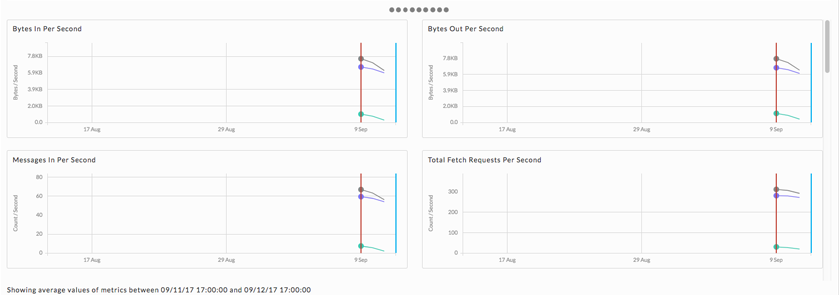 Bytes In Per Second
Bytes / Second
7.8KB
5.9KB
3.9KB
2.0KB
0.0
17 Aug 29 Aug 9 Sep
Bytes Out Per Second
Bytes / Second
7.8KB
5.9KB
3.9KB
2.0KB
0.0
17 Aug 29 Aug 9 Sep
Messages In Per Second
Count / Second
80
60
40
20
0
17 Aug 29 Aug 9 Sep
Total Fetch Requests Per Second
Count / Second
300
200
100
0
17 Aug 29 Aug 9 Sep
Showing average values of metrics between 09/11/17 17:00:00 and 09/12/17 17:00:00